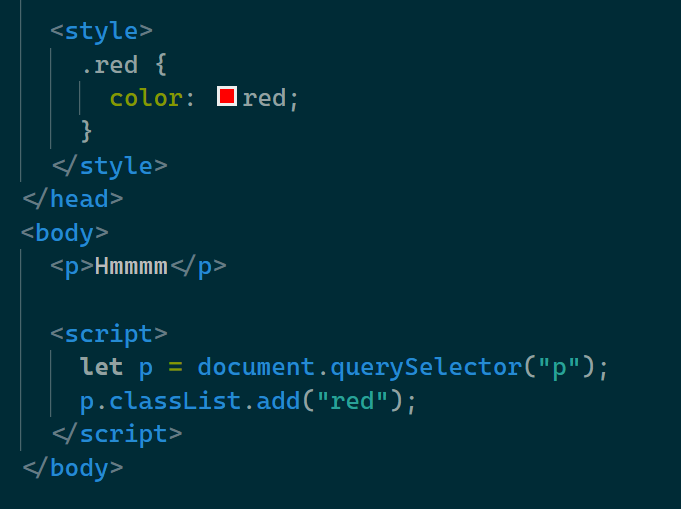 <style>
.red {
color: red;
}
</style>
</head>
<body>
<p>Hmmmm</p>
<script>
let p = document.querySelector("p");
p.classList.add("red");
</script>
</body>